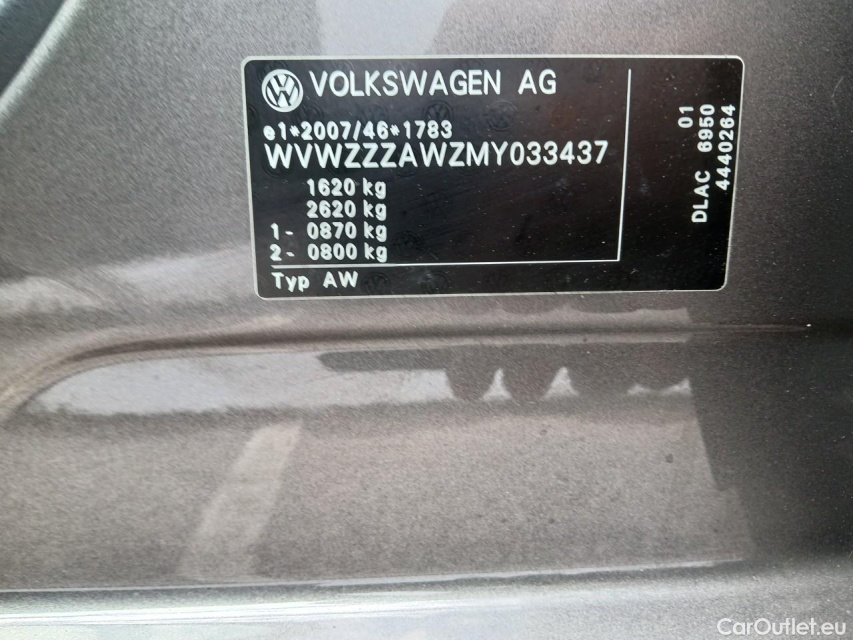 VOLKSWAGEN AG
e1*2007/46*1783
WVWZZZAWZMY033437
1620 kg
2620 kg
1- 0870 kg
2- 0800 kg
Typ AW
01
DLAC 6950
4440264
CarOutlet.eu